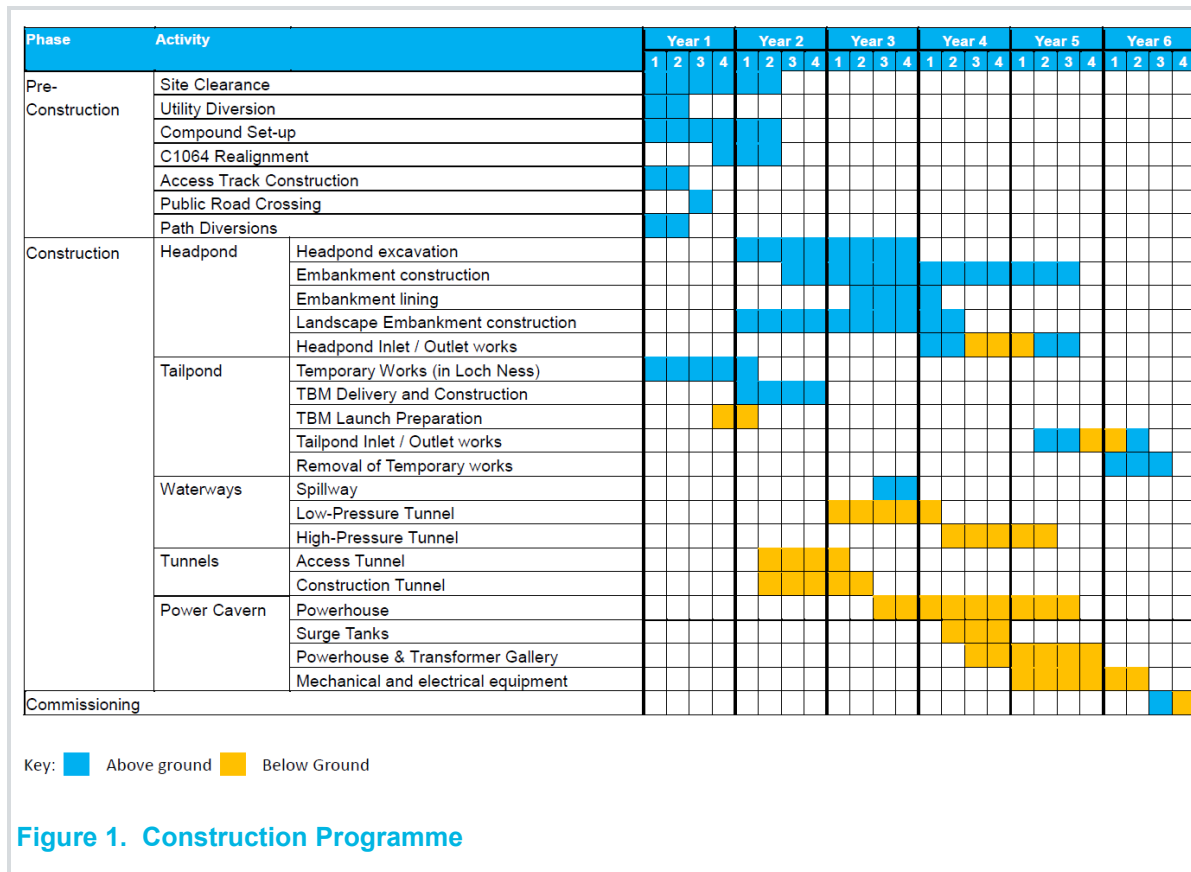 Phase Activity Year 1 Year 2 Year 3 Year 4 Year 5 Year 6
1 2 3 4 1 2 3 4 1 2 3 4 1 2 3 4 1 2 3 4 1 2 3 4
Pre- Site Clearance
Construction Utility Diversion
Compound Set-up
C1064 Realignment
Access Track Construction
Public Road Crossing
Path Diversions
Construction Headpond Headpond excavation
Embankment construction
Embankment lining
Landscape Embankment construction
Headpond Inlet / Outlet works
Tailpond Temporary Works (in Loch Ness)
TBM Delivery and Construction
TBM Launch Preparation
Tailpond Inlet / Outlet works
Removal of Temporary works
Waterways Spillway
Low-Pressure Tunnel
High-Pressure Tunnel
Tunnels Access Tunnel
Construction Tunnel
Power Cavern Powerhouse
Surge Tanks
Powerhouse & Transformer Gallery
Mechanical and electrical equipment
Commissioning
Key: Above ground Below Ground
Figure 1. Construction Programme